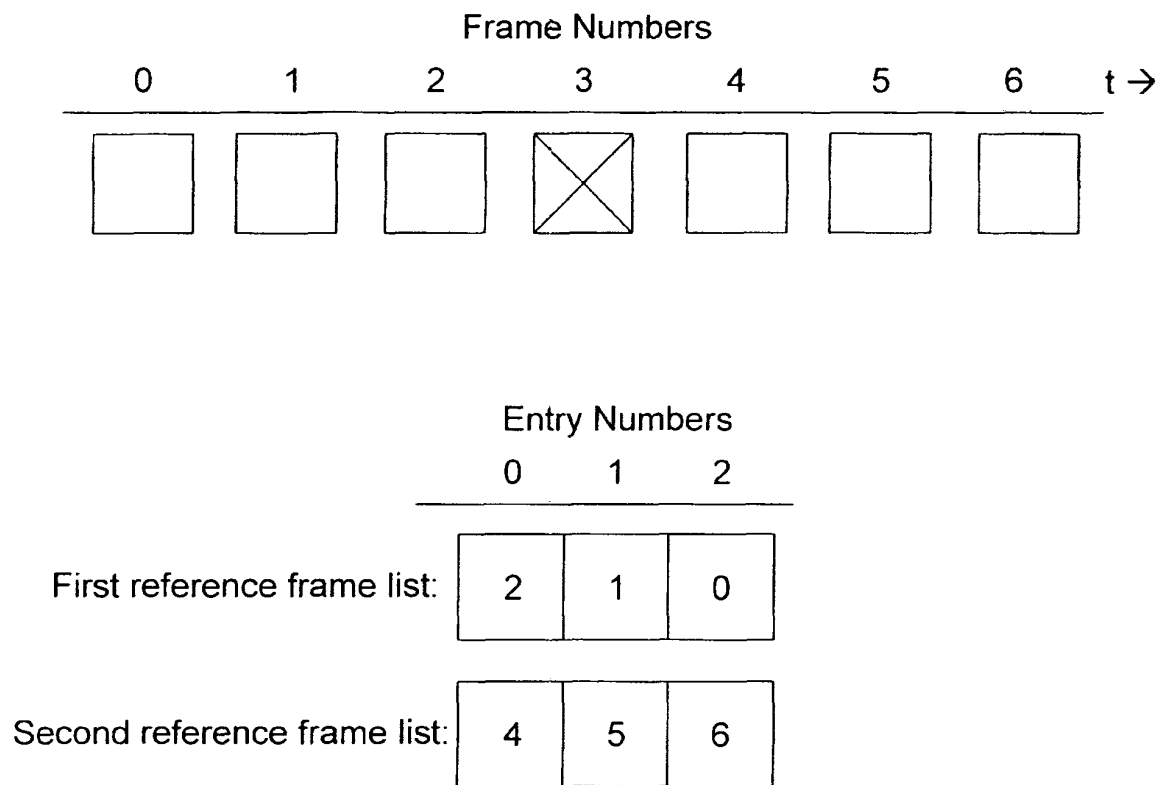 Frame Numbers
0 1 2 3 4 5 6 t →
Entry Numbers
0 1 2
First reference frame list: 2 1 0
Second reference frame list: 4 5 6